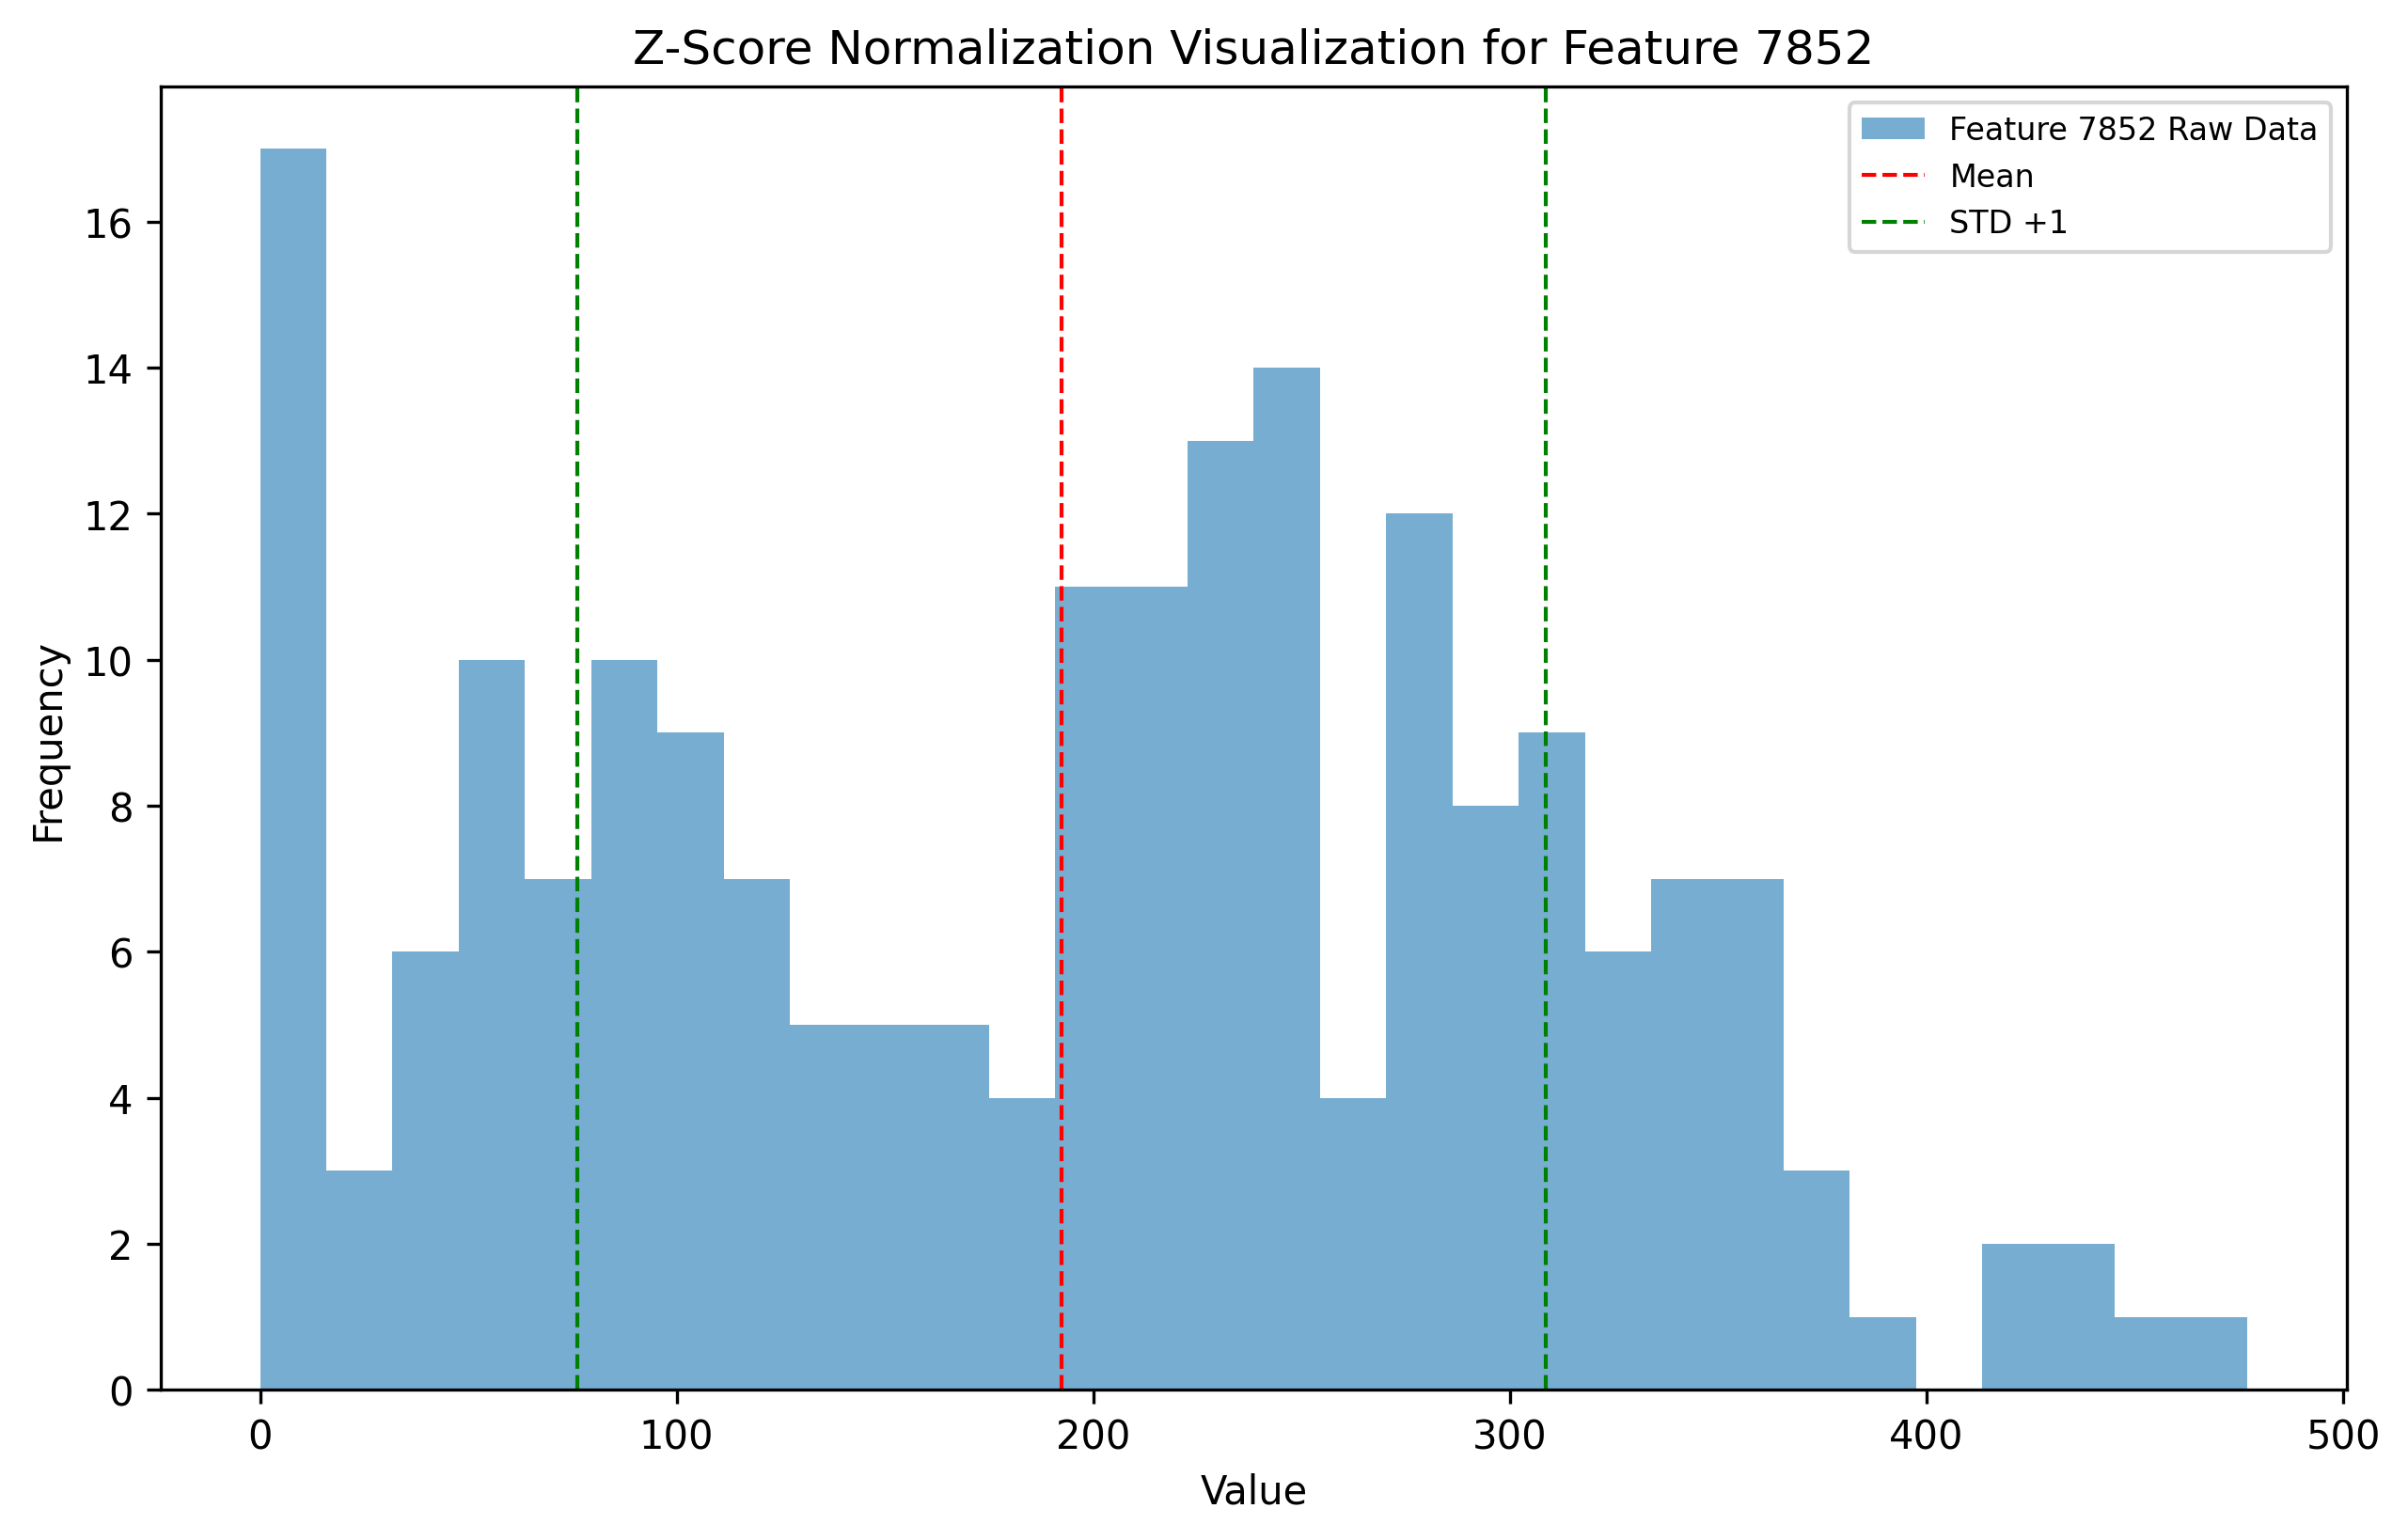 Z-Score Normalization Visualization for Feature 7852
Feature 7852 Raw Data
Mean
STD +1
16
14
12
10
8
6
4
2
0
Frequency
0 100 200 300 400 500
Value